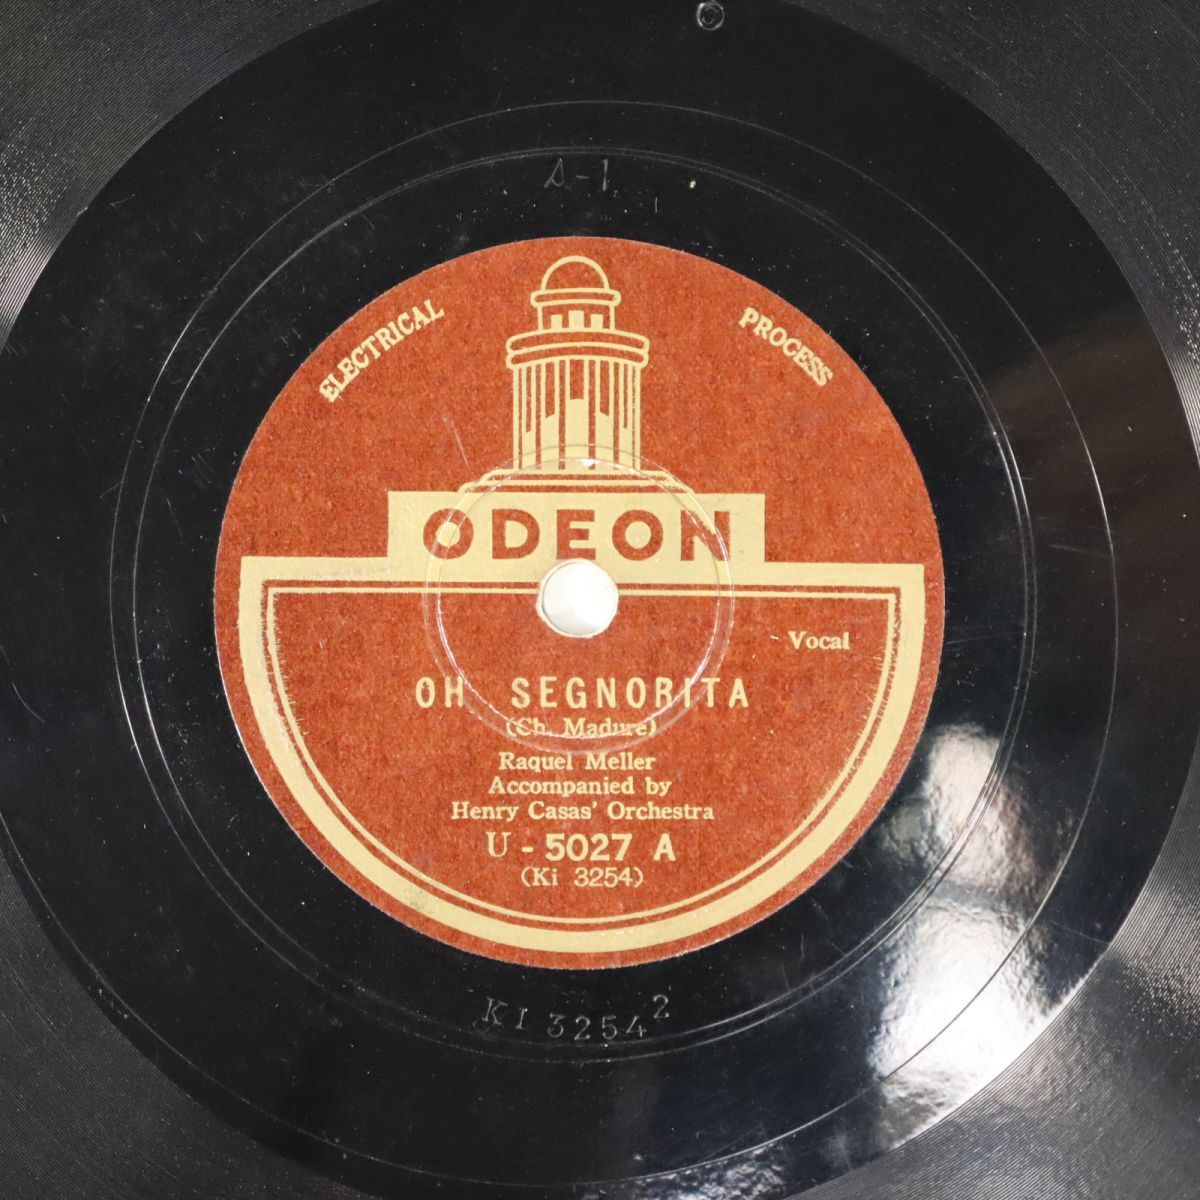 ©
A-1
ELECTRICAL PROCESS
ODEON
Vocal
OH SEGNORITA
(Ch. Madure)
Raquel Meller
Accompanied by
Henry Casas' Orchestra
U - 5027 A
(Ki 3254)
KI 3254 2